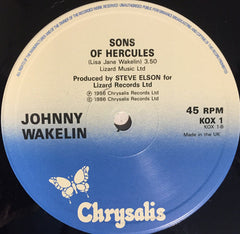 SONS
OF HERCULES
(Lisa Jane Wakelin) 3.50
Lizard Music Ltd
Produced by STEVE ELSON for
Lizard Records Ltd
℗ 1986 Chrysalis Records Ltd
© 1986 Chrysalis Records Ltd
JOHNNY
WAKELIN
45 RPM
KOX 1
KOX 1B
Made in the UK
Chrysalis